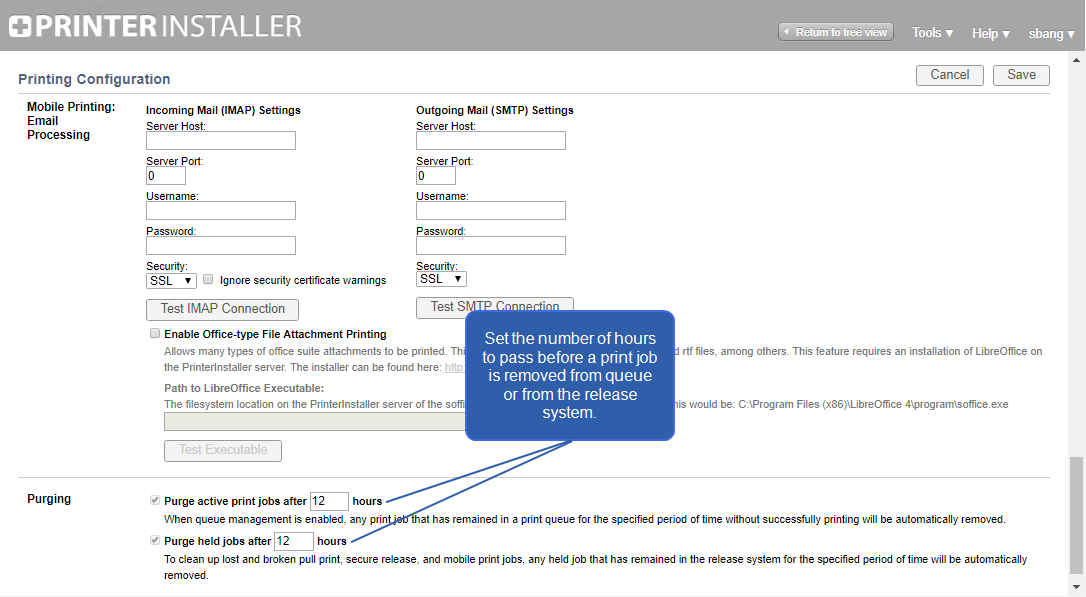 PRINTER INSTALLER
Return to tree view
Tools ▾
Help ▾
sbang ▾
Printing Configuration
Cancel
Save
Mobile Printing:
Email
Processing
Incoming Mail (IMAP) Settings
Server Host:
Server Port:
0
Username:
Password:
Security:
SSL
Ignore security certificate warnings
Test IMAP Connection
Outgoing Mail (SMTP) Settings
Server Host:
Server Port:
0
Username:
Password:
Security:
SSL
Test SMTP Connection
Enable Office-type File Attachment Printing
Allows many types of office suite attachments to be printed. rtf files, among others. This feature requires an installation of LibreOffice on
the PrinterInstaller server. The installer can be found here:
Path to LibreOffice Executable:
The filesystem location on the PrinterInstaller server of the would be: C:\Program Files (x86)\LibreOffice 4\program\soffice.exe
Test Executable
Set the number of hours
to pass before a print job
is removed from queue
or from the release
system.
Purging
Purge active print jobs after 12 hours
When queue management is enabled, any print job that has remained in a print queue for the specified period of time without successfully printing will be automatically removed.
Purge held jobs after 12 hours
To clean up lost and broken pull print, secure release, and mobile print jobs, any held job that has remained in the release system for the specified period of time will be automatically
removed.